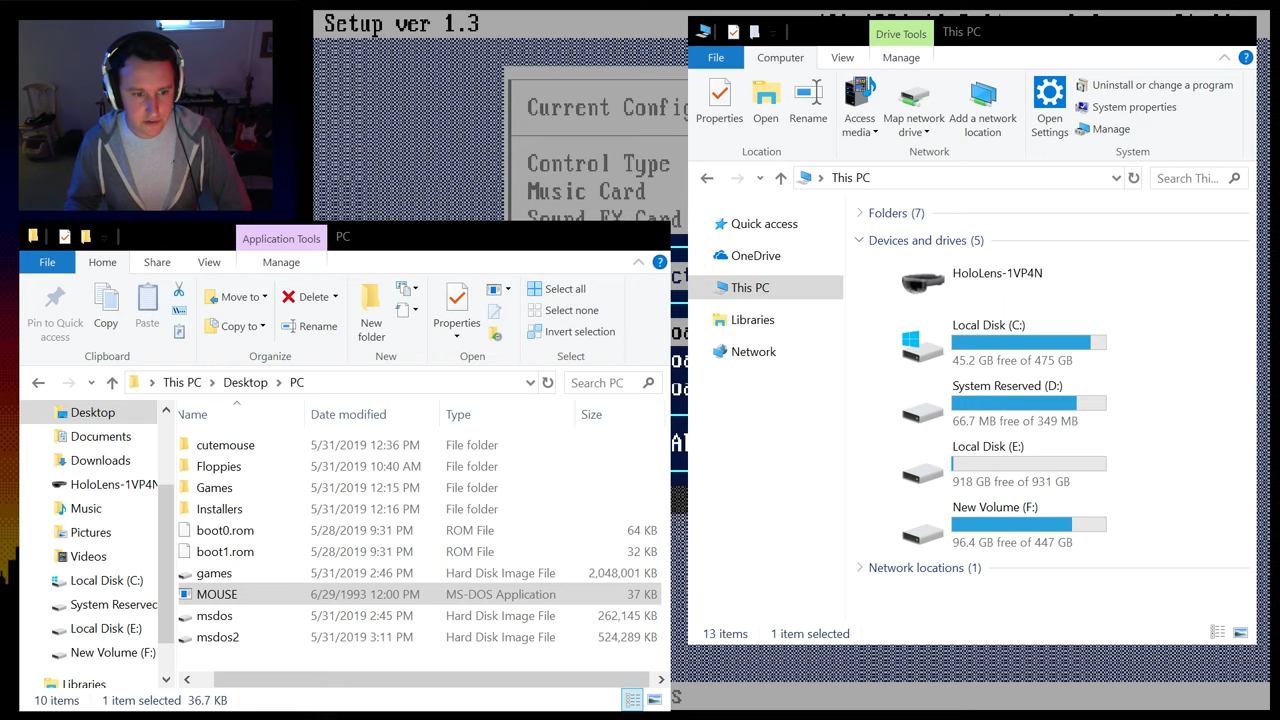 Setup ver 1.3
Current Config
Control Type
Music Card
Sound FX Card
Drive Tools
This PC
File
Computer
View
Manage
Properties
Open
Rename
Access media
Map network drive
Add a network location
Open Settings
Uninstall or change a program
System properties
Manage
Location
Network
System
This PC
Search Thi...
Quick access
OneDrive
This PC
Libraries
Network
Folders (7)
Devices and drives (5)
HoloLens-1VP4N
Local Disk (C:)
45.2 GB free of 475 GB
System Reserved (D:)
66.7 MB free of 349 MB
Local Disk (E:)
918 GB free of 931 GB
New Volume (F:)
96.4 GB free of 447 GB
Network locations (1)
13 items
1 item selected
Application Tools
PC
File
Home
Share
View
Manage
Pin to Quick access
Copy
Paste
Move to
Copy to
Delete
Rename
New folder
Properties
Select all
Select none
Invert selection
Clipboard
Organize
New
Open
Select
This PC
Desktop
PC
Search PC
Desktop
Documents
Downloads
HoloLens-1VP4N
Music
Pictures
Videos
Local Disk (C:)
System Reserved
Local Disk (E:)
New Volume (F:)
Libraries
Name Date modified Type Size
cutemouse 5/31/2019 12:36 PM File folder
Floppies 5/31/2019 10:40 AM File folder
Games 5/31/2019 12:15 PM File folder
Installers 5/31/2019 12:16 PM File folder
boot0.rom 5/28/2019 9:31 PM ROM File 64 KB
boot1.rom 5/28/2019 9:31 PM ROM File 32 KB
games 5/31/2019 2:46 PM Hard Disk Image File 2,048,001 KB
MOUSE 6/29/1993 12:00 PM MS-DOS Application 37 KB
msdos 5/31/2019 2:45 PM Hard Disk Image File 262,145 KB
msdos2 5/31/2019 3:11 PM Hard Disk Image File 524,289 KB
10 items
1 item selected 36.7 KB